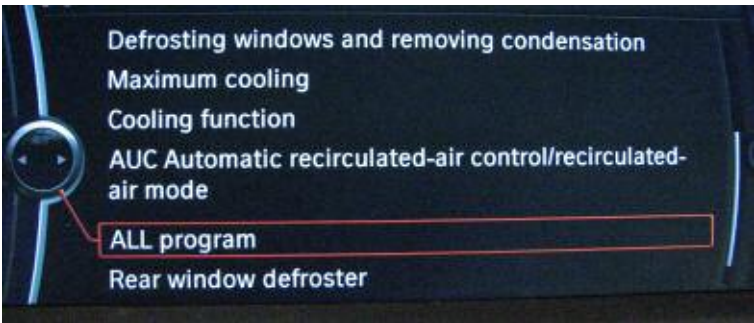 Defrosting windows and removing condensation
Maximum cooling
Cooling function
AUC Automatic recirculated-air control/recirculated-
air mode
ALL program
Rear window defroster